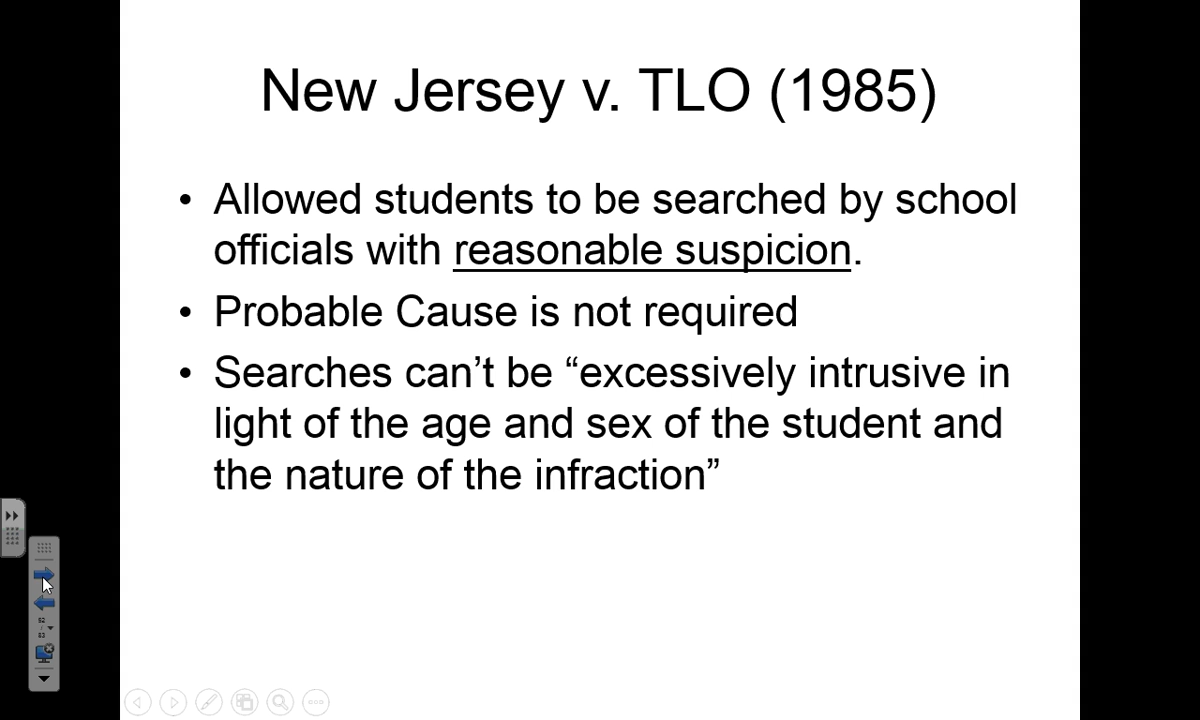 New Jersey v. TLO (1985)
• Allowed students to be searched by school
officials with reasonable suspicion.
• Probable Cause is not required
• Searches can’t be “excessively intrusive in
light of the age and sex of the student and
the nature of the infraction”